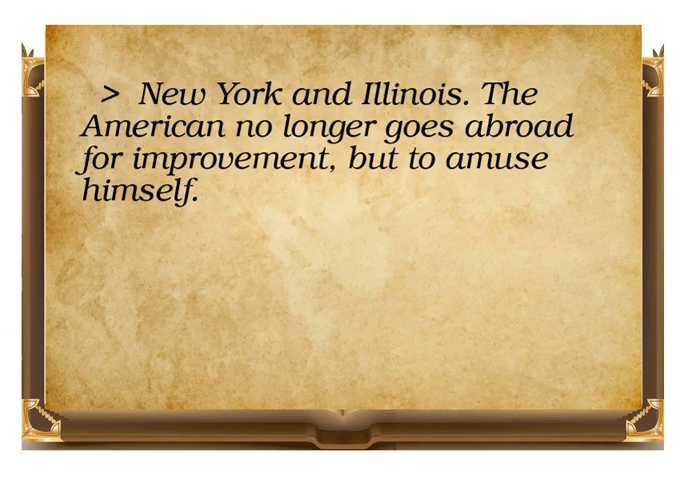 > New York and Illinois. The
American no longer goes abroad
for improvement, but to amuse
himself.